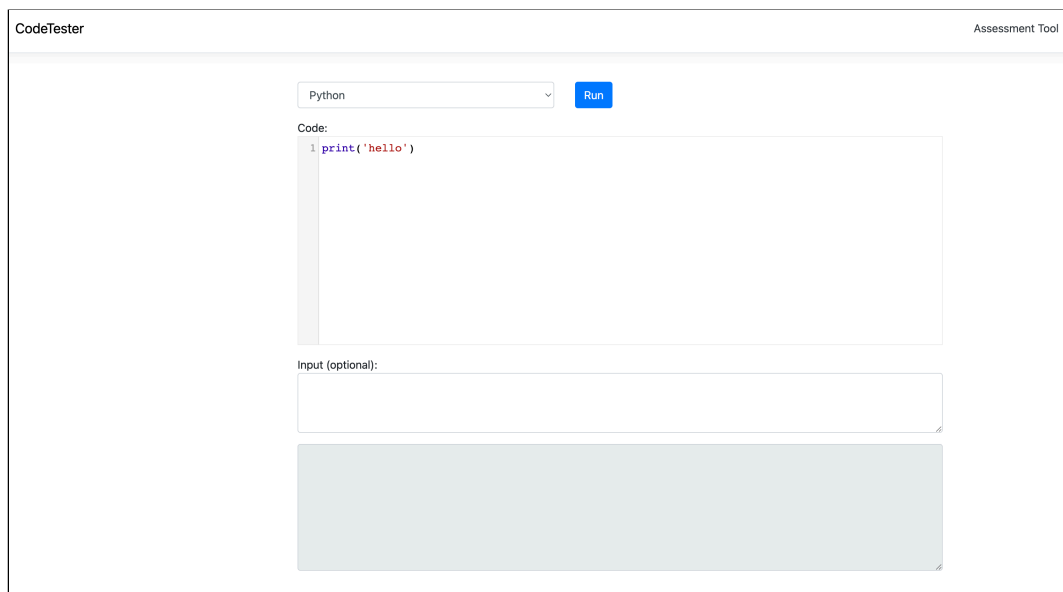 CodeTester
Assessment Tool
Python
Run
Code:
1 print('hello')
Input (optional):